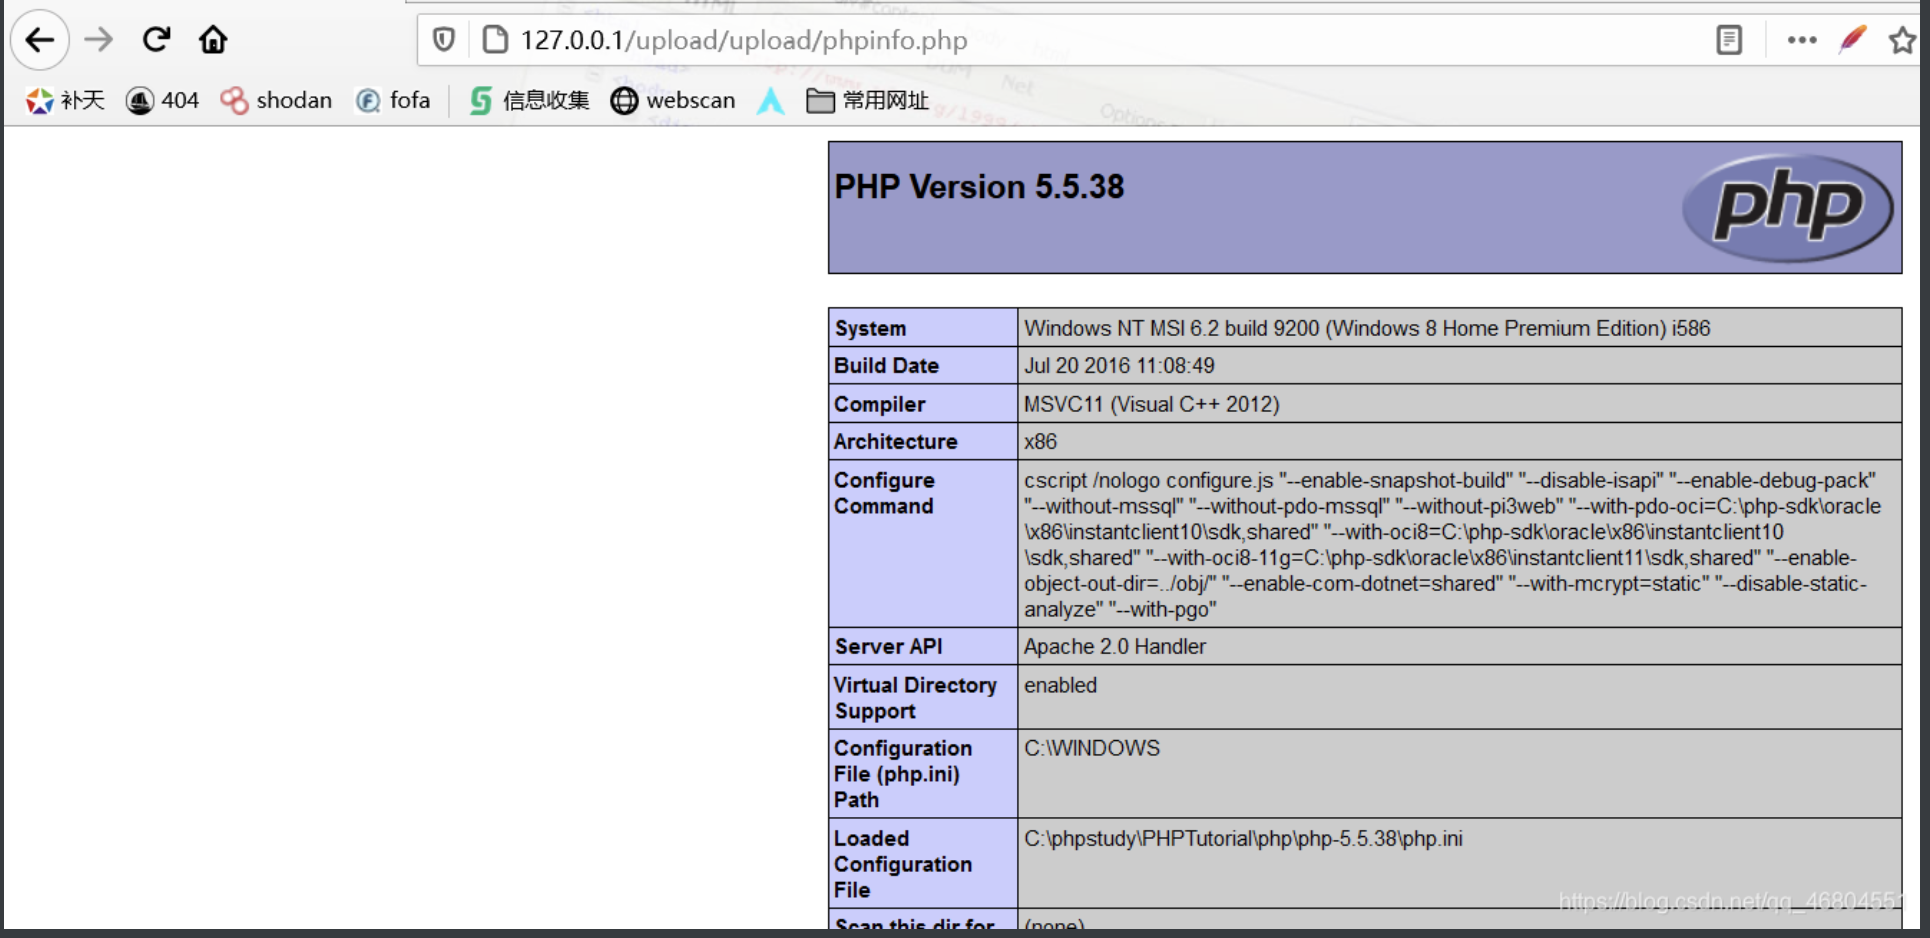 127.0.0.1/upload/upload/phpinfo.php
补天 404 shodan fofa 信息收集 webscan 常用网址
PHP Version 5.5.38
php
System Windows NT MSI 6.2 build 9200 (Windows 8 Home Premium Edition) i586
Build Date Jul 20 2016 11:08:49
Compiler MSVC11 (Visual C++ 2012)
Architecture x86
Configure Command
cscript /nologo configure.js "--enable-snapshot-build" "--disable-isapi" "--enable-debug-pack"
"--without-mssql" "--without-pdo-mssql" "--without-pi3web" "--with-pdo-oci=C:\php-sdk\oracle
\x86\instantclient10\sdk,shared" "--with-oci8=C:\php-sdk\oracle\x86\instantclient10
\sdk,shared" "--with-oci8-11g=C:\php-sdk\oracle\x86\instantclient11\sdk,shared" "--enable-
object-out-dir=../obj/" "--enable-com-dotnet=shared" "--with-mcrypt=static" "--disable-static-
analyze" "--with-pgo"
Server API Apache 2.0 Handler
Virtual Directory
Support
enabled
Configuration
File (php.ini)
Path
C:\WINDOWS
Loaded
Configuration
File
C:\phpstudy\PHPTutorial\php\php-5.5.38\php.ini
Scan this dir for (none)
https://blog.csdn.net/qq_46804551